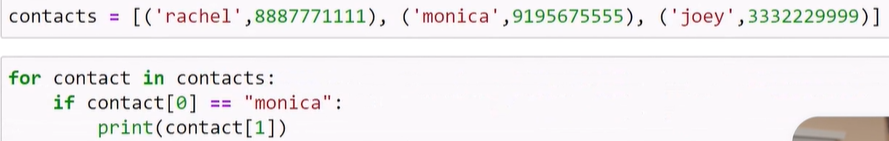 contacts = [('rachel',8887771111), ('monica',9195675555), ('joey',3332229999)]
for contact in contacts:
    if contact[0] == "monica":
        print(contact[1])